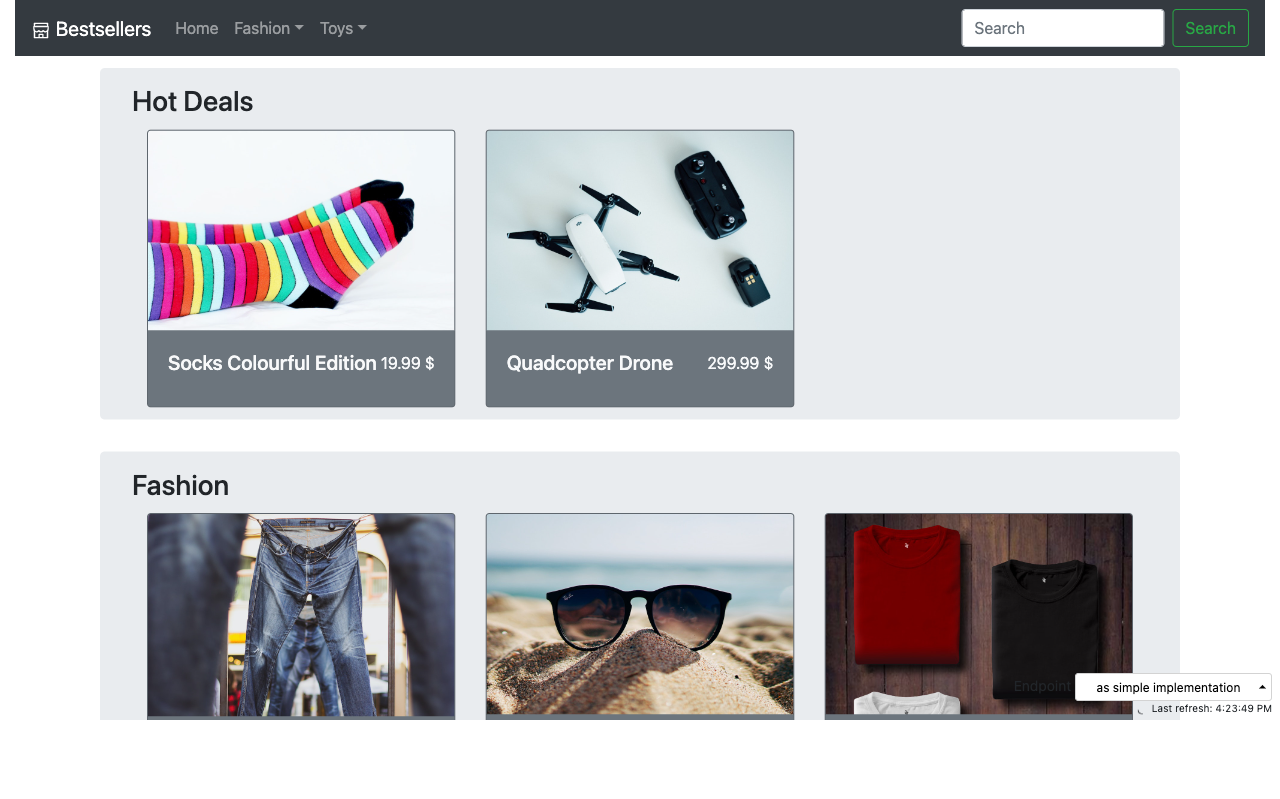 Bestsellers Home Fashion Toys Search Search
Hot Deals
Socks Colourful Edition 19.99 $
Quadcopter Drone 299.99 $
Fashion
Endpoint as simple implementation
Last refresh: 4:23:49 PM